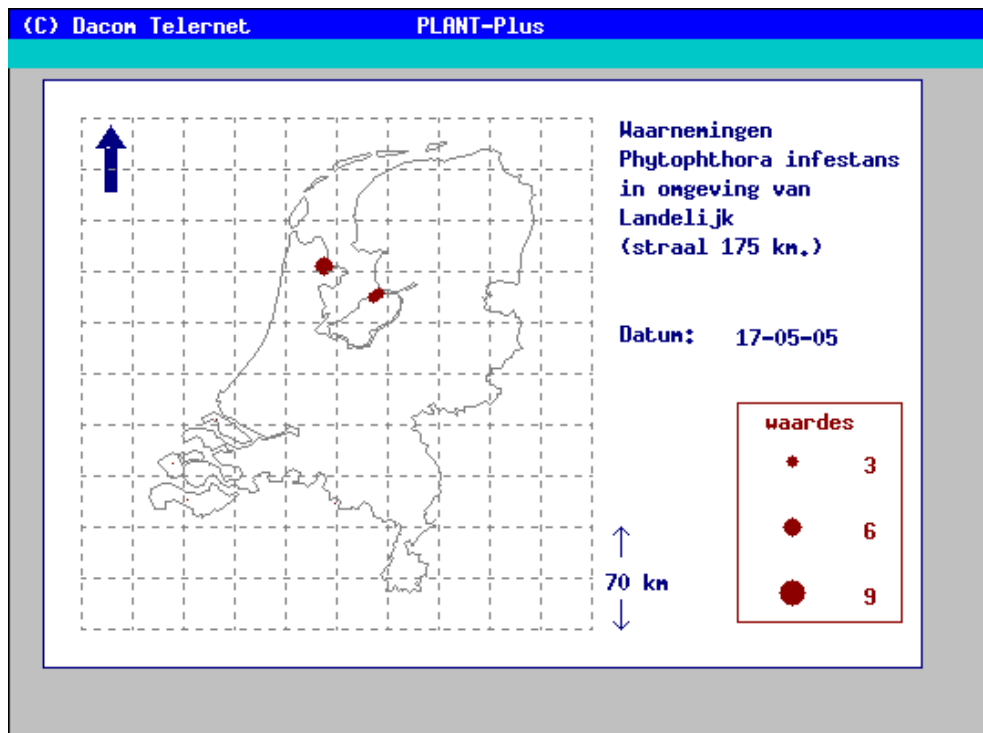 (C) Dacom Telernet PLANT-Plus
Waarnemingen
Phytophthora infestans
in omgeving van
Landelijk
(straal 175 km.)
Datum: 17-05-05
waardes
3
6
70 km
9